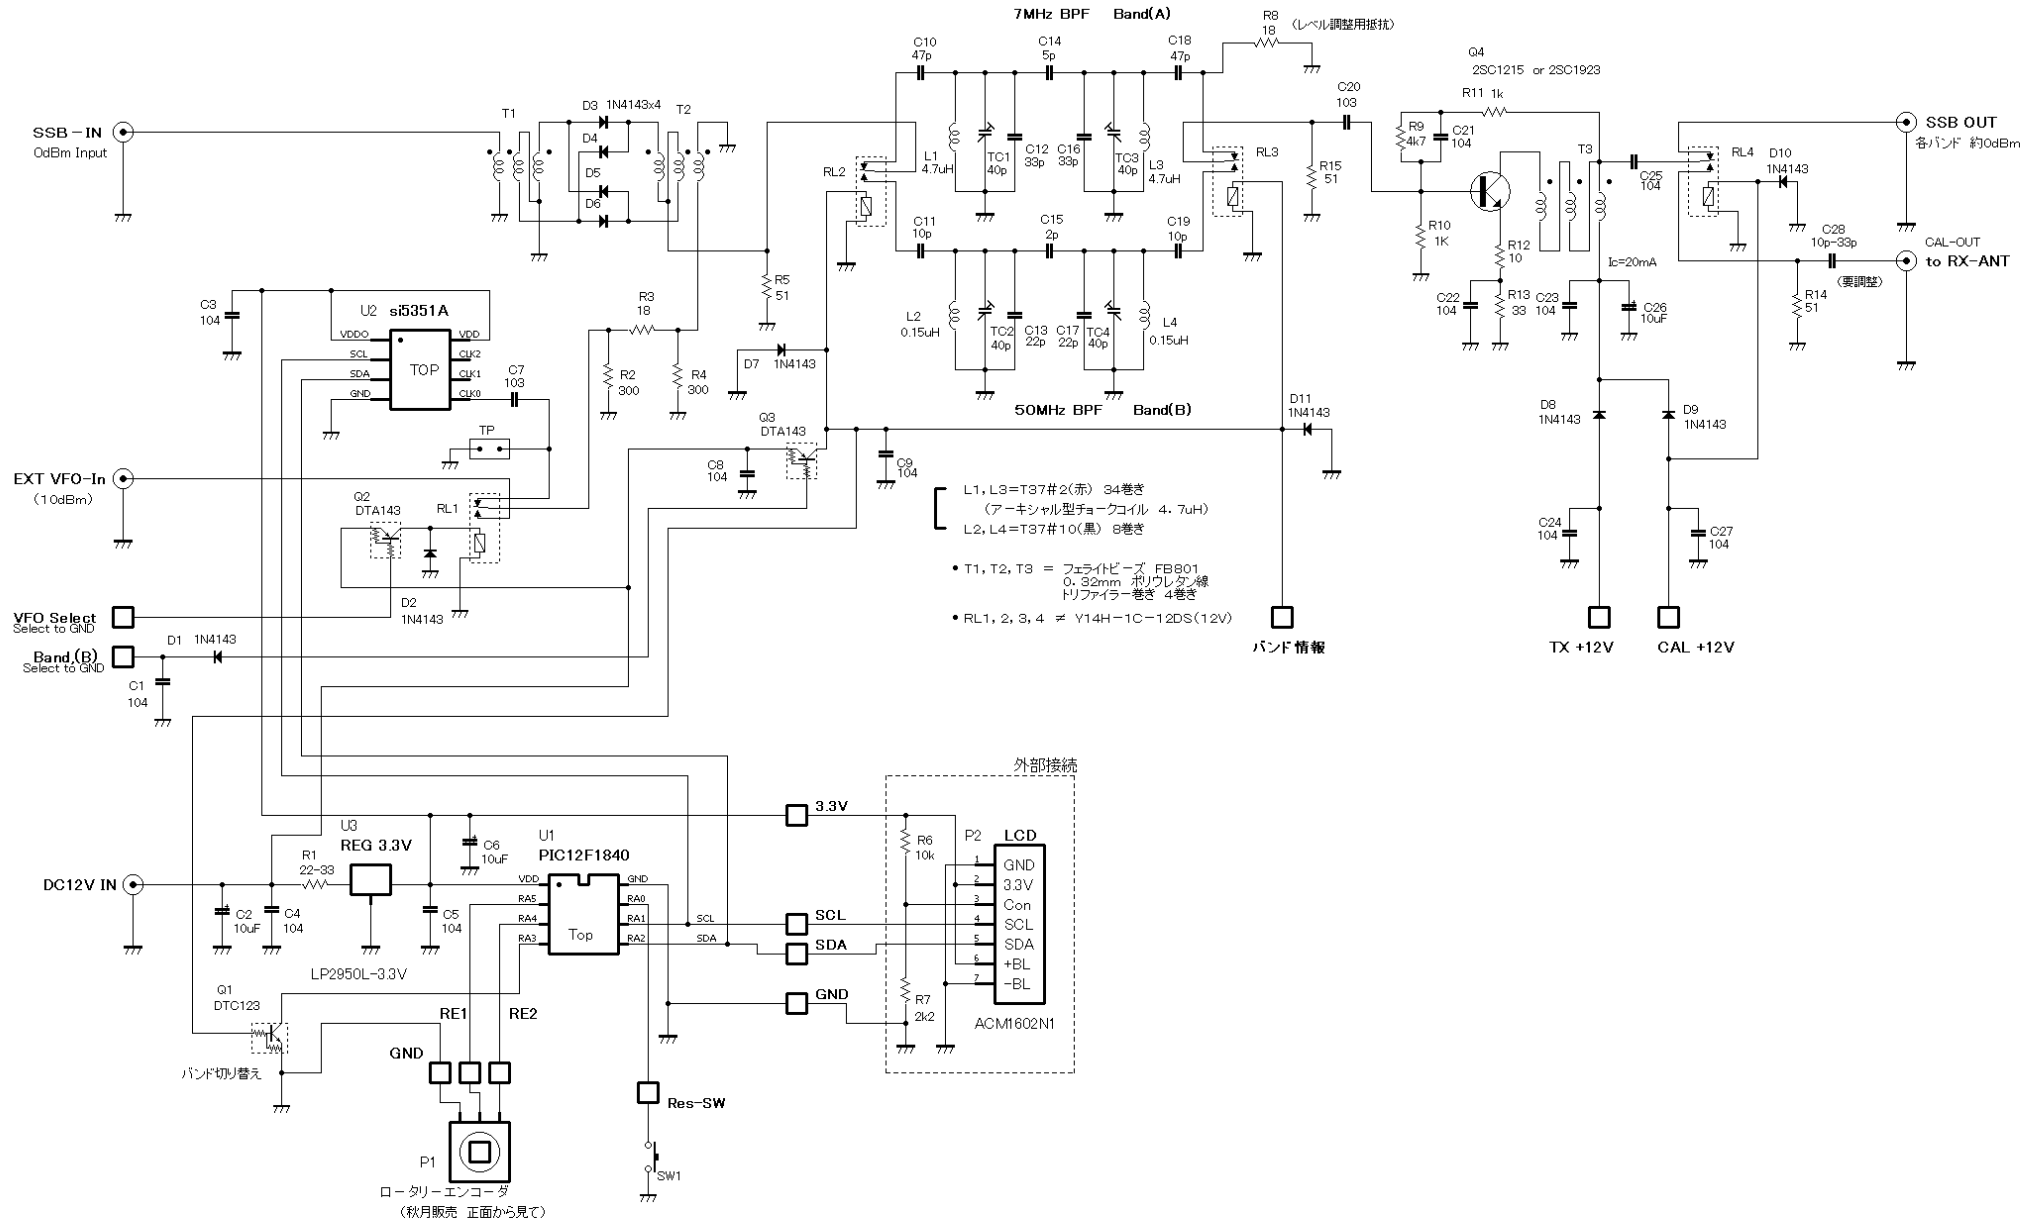 7MHz BPF Band(A)
R8
18
(レベル調整用抵抗)
C10
47p
C14
5p
C18
47p
Q4
2SC1215 or 2SC1923
R11 1k
C20
103
SSB-IN
0dBm Input
T1
D3 1N4143x4
D4
D5
D6
T2
RL2
L1
4.7uH
TC1
40p
C12
33p
C16
33p
TC3
40p
L3
4.7uH
RL3
R15
51
R9
4k7
C21
104
R10
1K
R12
10
T3
C25
104
RL4
D10
1N4143
SSB OUT
各バンド 約0dBm
C28
10p-33p
CAL-OUT
to RX-ANT
(要調整)
R14
51
C11
10p
C15
2p
C19
10p
R5
51
Ic=20mA
C22
104
R13
33
C23
104
C26
10uF
L2
0.15uH
TC2
40p
C13
22p
C17
22p
TC4
40p
L4
0.15uH
C3
104
U2 si5351A
VDDO
SCL
SDA
GND
TOP
VDD
CLK2
CLK1
CLK0
C7
103
R3
18
R2
300
R4
300
D7 1N4143
50MHz BPF Band(B)
D11
1N4143
D8
1N4143
D9
1N4143
TP
Q3
DTA143
C8
104
C9
104
EXT VFO-In
(10dBm)
Q2
DTA143
RL1
D2
1N4143
L1,L3=T37#2(赤) 34巻き
(アーキシャル型チョークコイル 4.7uH)
L2,L4=T37#10(黒) 8巻き
• T1,T2,T3 = フェライトビーズ FB801
0.32mm ポリウレタン線
トリファイラー巻き 4巻き
• RL1,2,3,4 ≠ Y14H-1C-12DS(12V)
C24
104
C27
104
VFO Select
Select to GND
D1 1N4143
Band,(B)
Select to GND
C1
104
バンド情報
TX +12V
CAL +12V
外部接続
3.3V
U3
REG 3.3V
R1
22-33
C6
10uF
U1
PIC12F1840
R6
10k
P2 LCD
DC12V IN
C2
10uF
C4
104
C5
104
LP2950L-3.3V
VDD
RA5
RA4
RA3
Top
GND
RA0
RA1
RA2
SCL
SDA
SCL
SDA
GND
1 GND
2 3.3V
3 Con
4 SCL
5 SDA
6 +BL
7 -BL
R7
2k2
ACM1602N1
Q1
DTC123
バンド切り替え
GND
RE1
RE2
Res-SW
SW1
P1
ロータリーエンコーダ
(秋月販売 正面から見て)